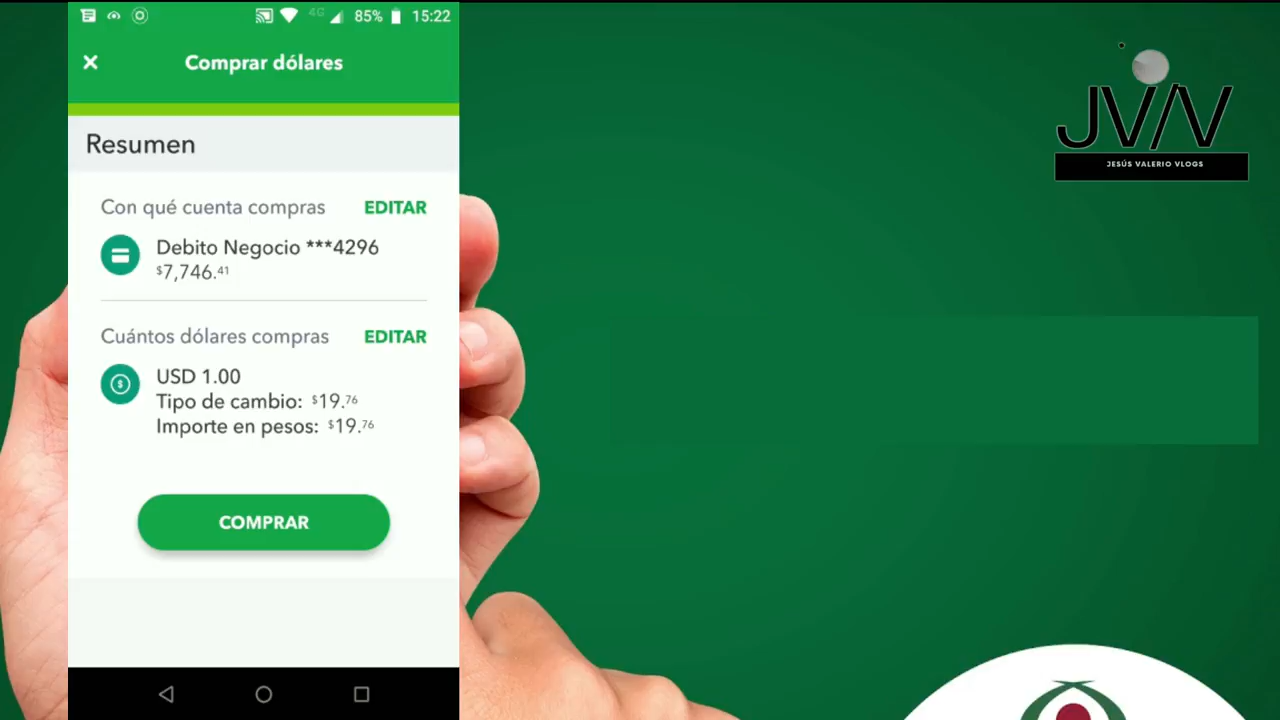 4G 85% 15:22
Comprar dólares
Resumen
Con qué cuenta compras EDITAR
Debito Negocio ***4296
$7,746.41
Cuántos dólares compras EDITAR
USD 1.00
Tipo de cambio: $19.76
Importe en pesos: $19.76
COMPRAR
JVV
JESÚS VALERIO VLOGS